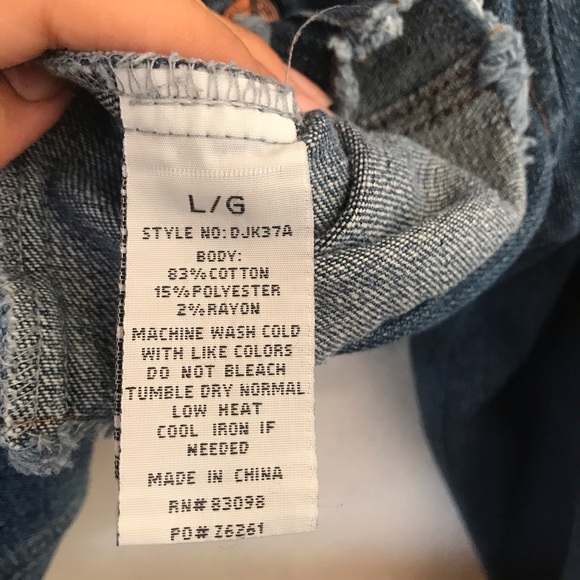 L/G
STYLE NO:DJK37A
BODY:
83%COTTON
15%POLYESTER
2%RAYON
MACHINE WASH COLD
WITH LIKE COLORS
DO NOT BLEACH
TUMBLE DRY NORMAL
LOW HEAT
COOL IRON IF
NEEDED
MADE IN CHINA
RN# 83098
PO# Z6261